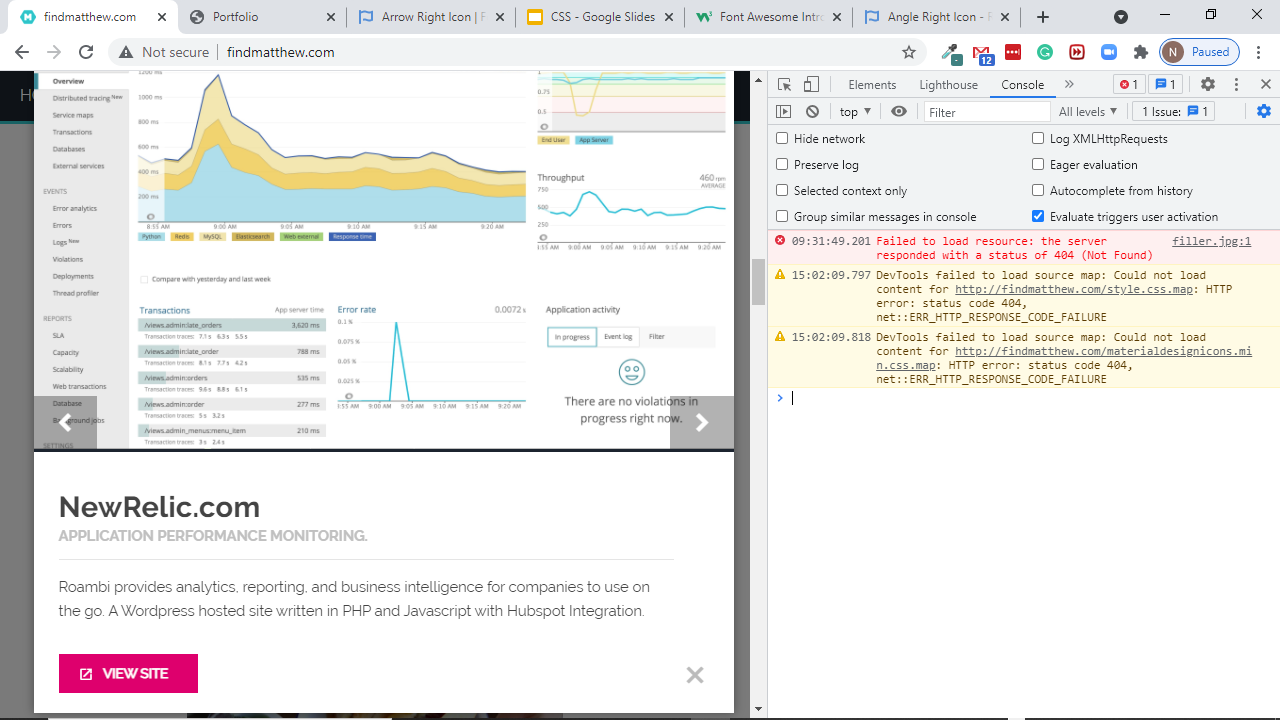 findmatthew
Portfolio
Arrow Right Icon | F
CSS - Google Slides
Font Awesome Intro
Angle Right Icon - F
Not secure
findmatthew.com
12
N
Paused
Lighthouse
Console
1
1
Filter
All levels ▼
1 Issue:
1
Log XMLHttpRequests
Preserve log
Eager evaluation
Selected context only
Autocomplete from history
Group similar messages in console
Evaluate triggers user activation
09:51:49.491 Failed to load resource: the server filler.jpg:1
responded with a status of 404 (Not Found)
DevTools failed to load source map: Could not load
content for http://findmatthew.com/style.css.map: HTTP
error: status code 404,
net::ERR_HTTP_RESPONSE_CODE_FAILURE
15:02:09.818 DevTools failed to load source map: Could not load
content for http://findmatthew.com/materialdesignicons.mi
n.css.map: HTTP error: status code 404,
net::ERR_HTTP_RESPONSE_CODE_FAILURE
Overview
Distributed tracing New
Service maps
Transactions
Databases
External services
EVENTS
Error analytics
Errors
Logs New
Violations
Deployments
Thread profiler
REPORTS
SLA
Capacity
Scalability
Web transactions
Database
Background jobs
SETTINGS
1200 ms
1000 ms
800 ms
600 ms
400 ms
200 ms
8:55 AM 9:00 AM 9:05 AM 9:10 AM 9:15 AM 9:20 AM
Python Redis MySQL Elasticsearch Web external Response time
Compare with yesterday and last week
1
0.75
0.5
End User App Server
Throughput
460 rpm
AVERAGE
750
500
250
9:00 AM 9:05 AM 9:10 AM 9:15 AM 9:20 AM
Transactions App server time
/views.admin:late_orders 3,620 ms
Transaction traces: 7.1 s 6.3 s 5.5 s
/views.admin:late_order 788 ms
Transaction traces: 8.1 s 7.7 s 4.2 s
/views.admin:orders 535 ms
Transaction traces: 9.6 s 8.8 s 6.1 s
/views.admin:order 277 ms
Transaction traces: 5 s 3.2 s
/views.admin_menus:menu_item 210 ms
Transaction traces: 3 s 2.4 s
Error rate 0.0072 s
0.1 %
0.075 %
0.05 %
0.025 %
9:00 AM 9:05 AM 9:10 AM 9:15 AM 9:20 AM
Application activity
In progress Event log Filter
There are no violations in
progress right now.
NewRelic.com
APPLICATION PERFORMANCE MONITORING.
Roambi provides analytics, reporting, and business intelligence for companies to use on
the go. A Wordpress hosted site written in PHP and Javascript with Hubspot Integration.
VIEW SITE